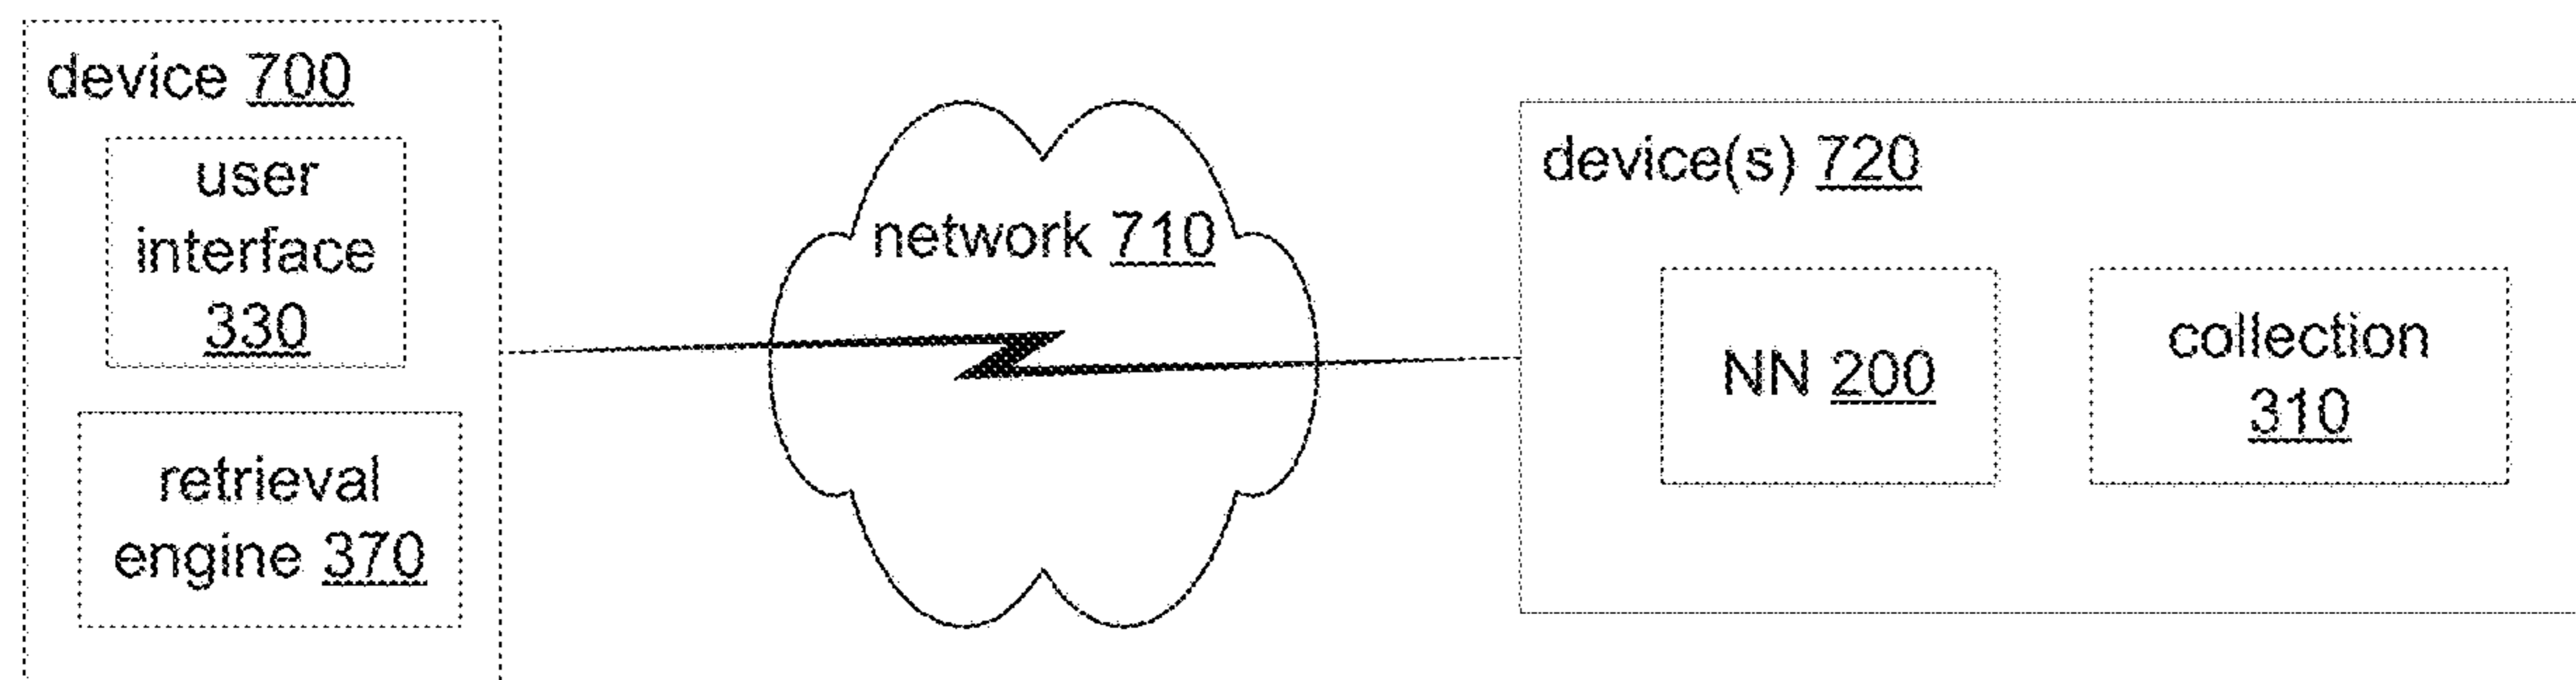 device 700
user
interface
330
retrieval
engine 370
network 710
device(s) 720
NN 200
collection
310